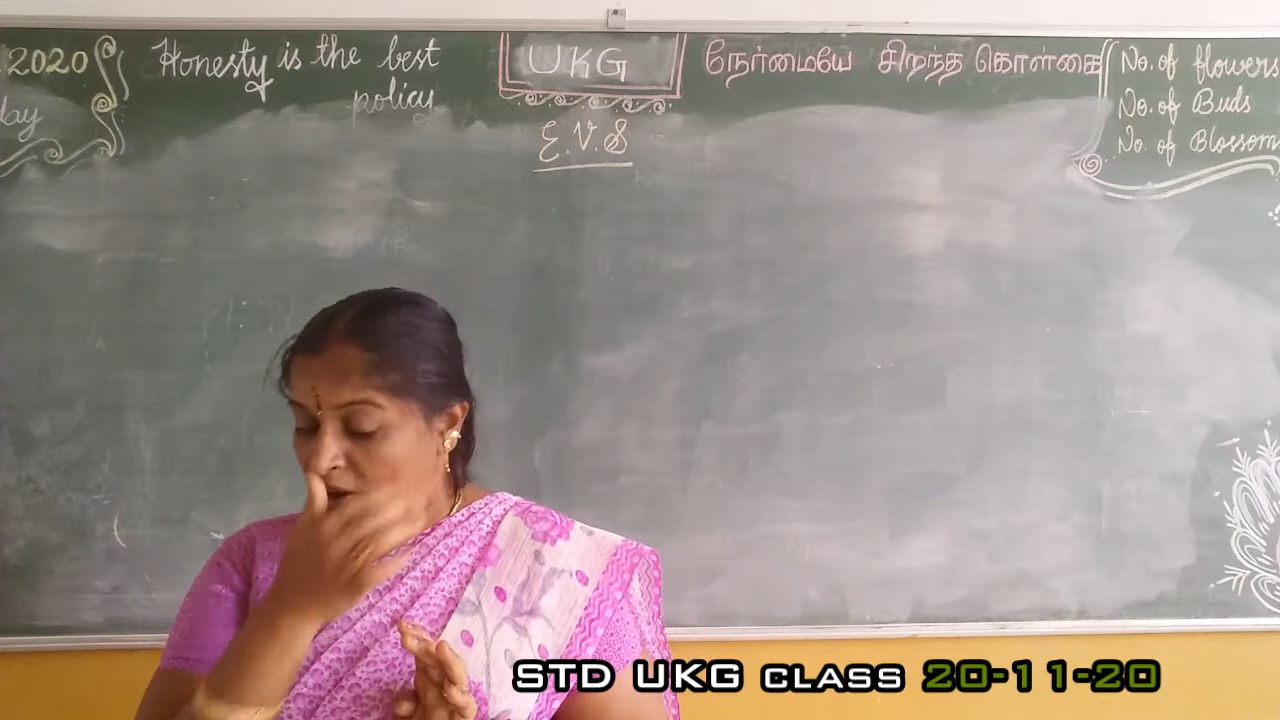 .2020
day
Honesty is the best
policy.
UKG
E.V.S
நேர்மையே சிறந்த கொள்கை
No. of flowers
No. of Buds
No. of Blossom
STD UKG CLASS 20-11-20